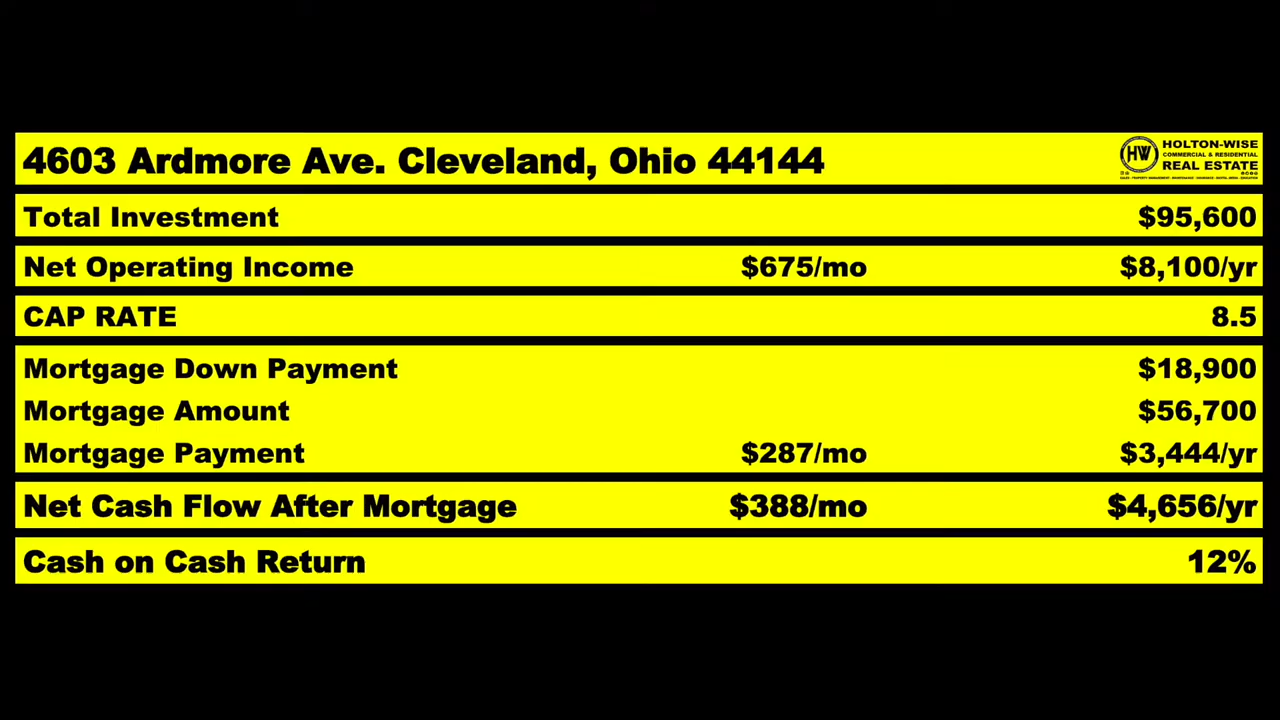 4603 Ardmore Ave. Cleveland, Ohio 44144
HW
HOLTON-WISE
COMMERCIAL & RESIDENTIAL
REAL ESTATE
Total Investment $95,600
Net Operating Income $675/mo $8,100/yr
CAP RATE 8.5
Mortgage Down Payment $18,900
Mortgage Amount $56,700
Mortgage Payment $287/mo $3,444/yr
Net Cash Flow After Mortgage $388/mo $4,656/yr
Cash on Cash Return 12%